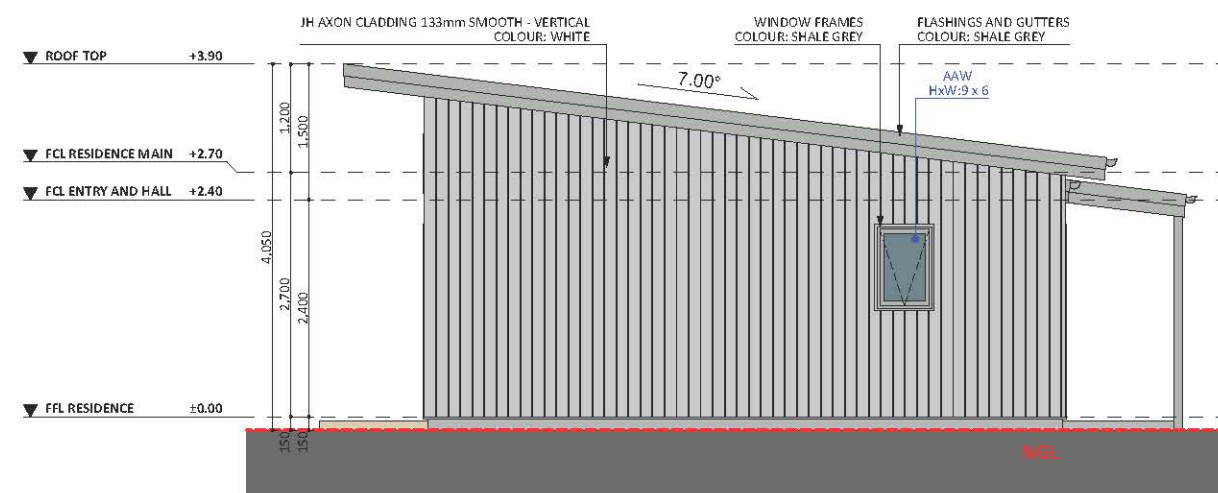 JH AXON CLADDING 133mm SMOOTH - VERTICAL
COLOUR: WHITE
WINDOW FRAMES
COLOUR: SHALE GREY
FLASHINGS AND GUTTERS
COLOUR: SHALE GREY
ROOF TOP +3.90
7.00°
AAW
HxW:9 x 6
1,200
1,500
FCL RESIDENCE MAIN +2.70
FCL ENTRY AND HALL +2.40
4,050
2,700
2,400
FFL RESIDENCE ±0.00
150
150
NGL